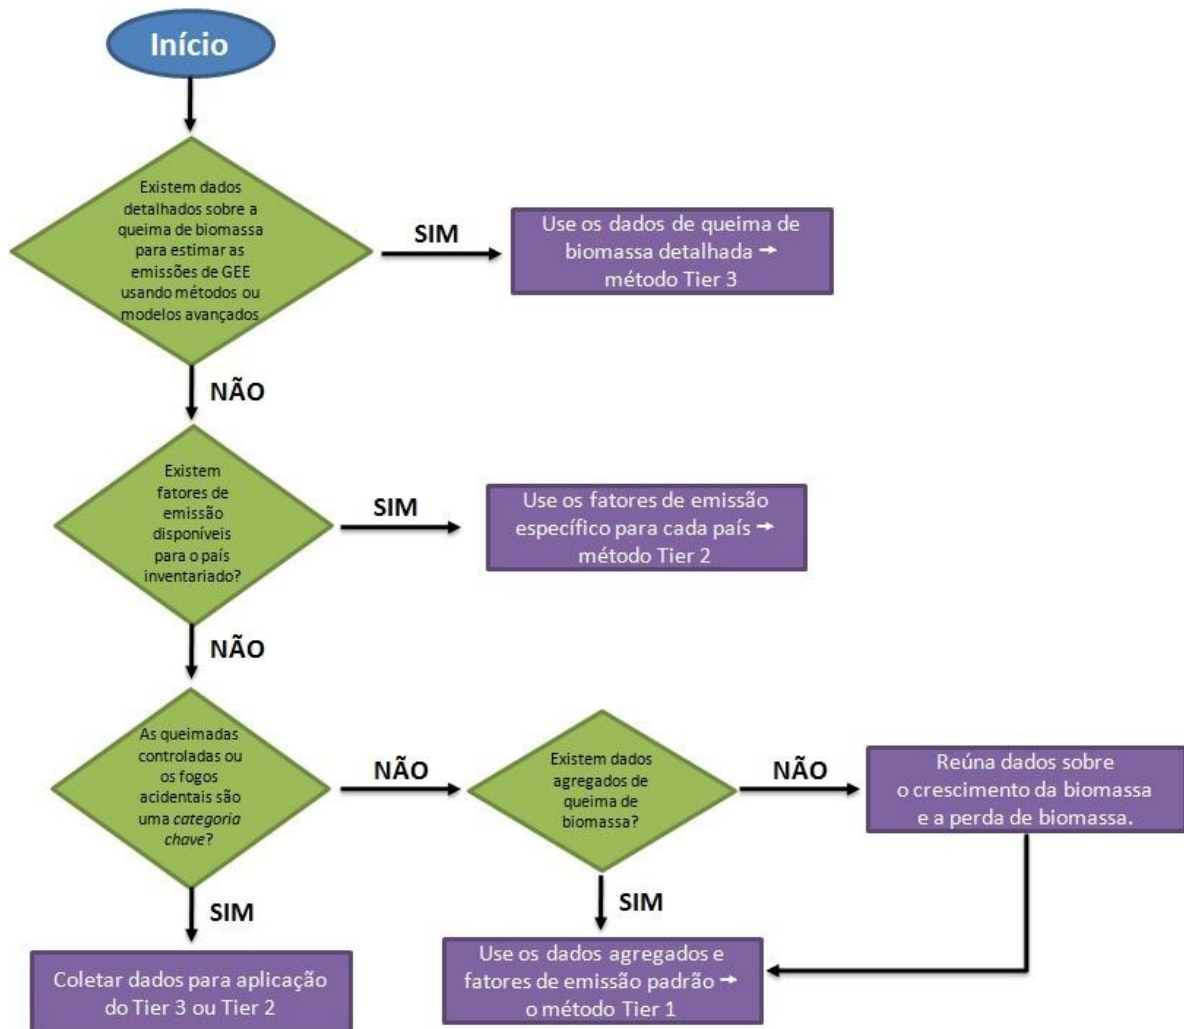 Início
Existem dados
detalhados sobre a
queima de biomassa
para estimar as
emissões de GEE
usando métodos ou
modelos avançados
SIM
Use os dados de queima de
biomassa detalhada →
método Tier 3
NÃO
Existem
fatores de
emissão
disponíveis
para o país
inventariado?
SIM
Use os fatores de emissão
específico para cada país →
método Tier 2
NÃO
As queimadas
controladas ou
os fogos
acidentais são
uma categoria
chave?
NÃO
Existem dados
agregados de
queima de
biomassa?
NÃO
Reúna dados sobre
o crescimento da biomassa
e a perda de biomassa.
SIM
SIM
Coletar dados para aplicação
do Tier 3 ou Tier 2
Use os dados agregados e
fatores de emissão padrão →
o método Tier 1